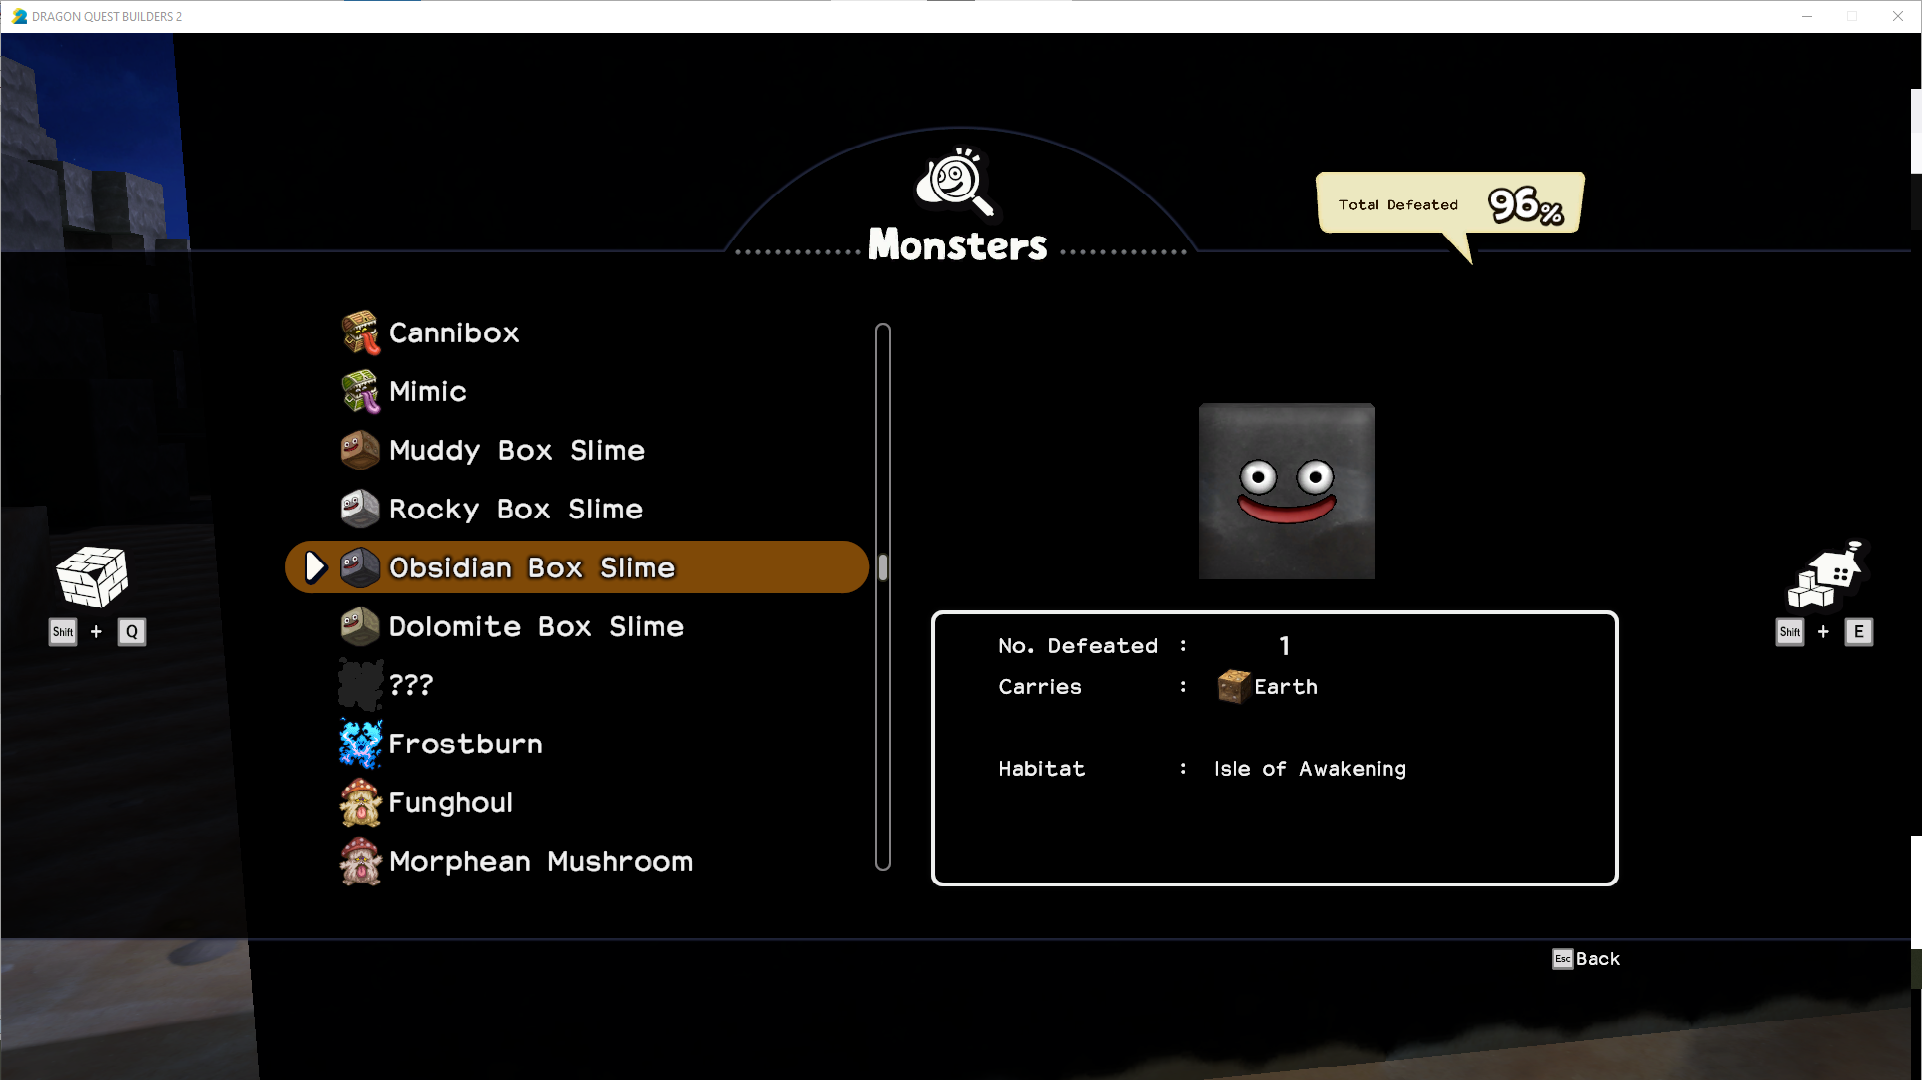 DRAGON QUEST BUILDERS 2
Monsters
Total Defeated 96%
Cannibox
Mimic
Muddy Box Slime
Rocky Box Slime
Obsidian Box Slime
Dolomite Box Slime
???
Frostburn
Funghoul
Morphean Mushroom
No. Defeated : 1
Carries : Earth
Habitat : Isle of Awakening
Shift + Q
Shift + E
Esc Back